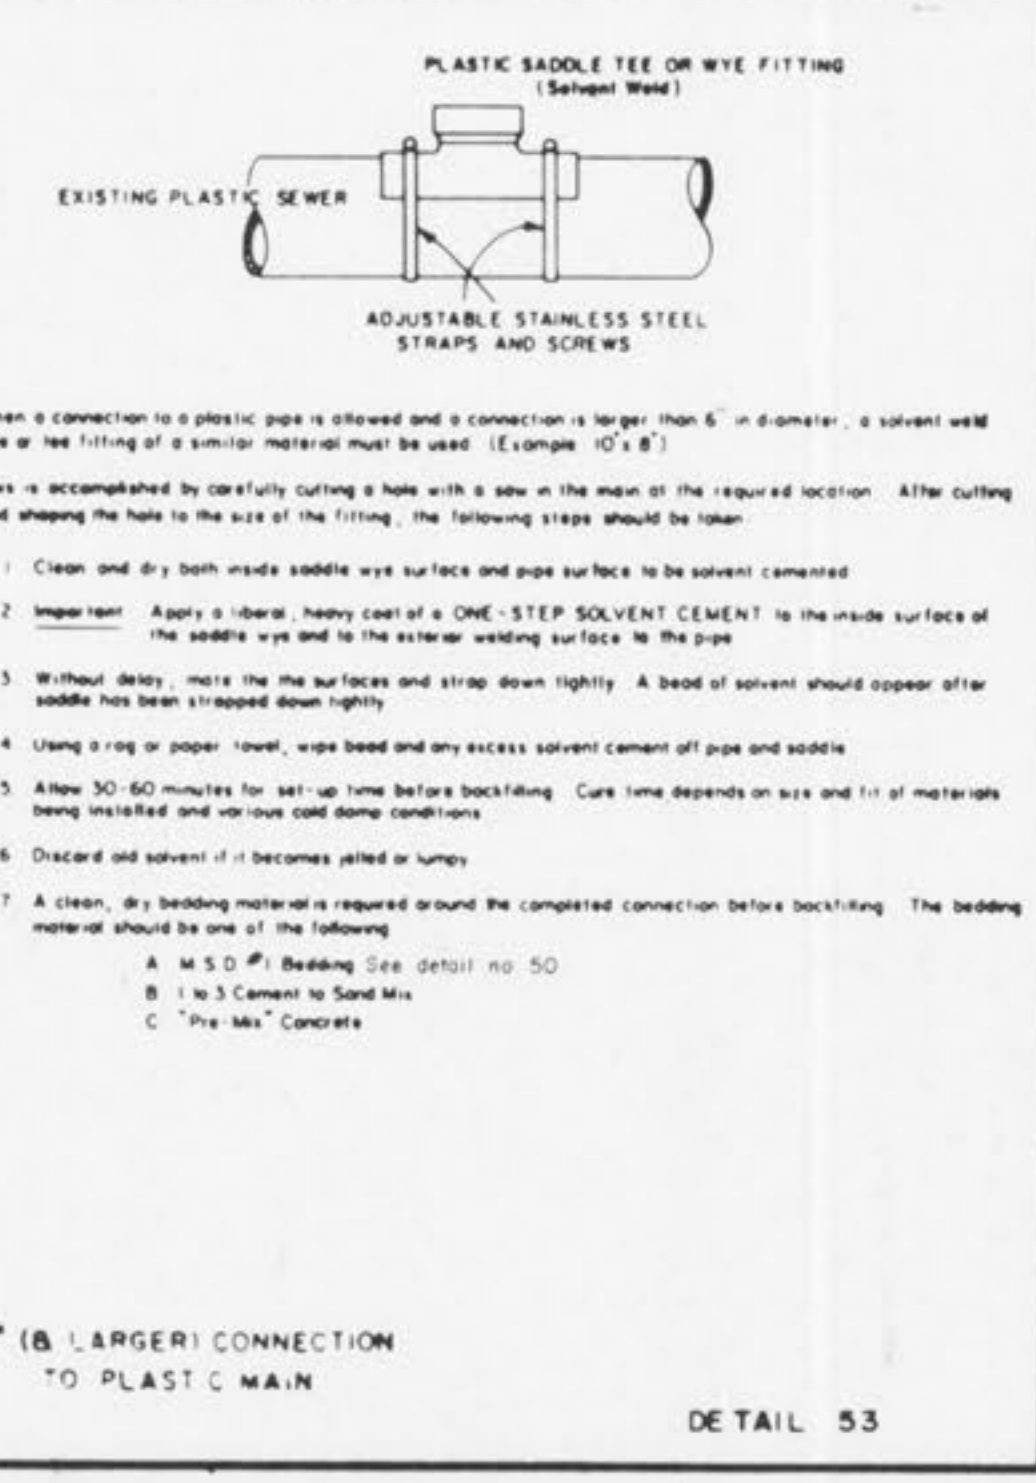 PLASTIC SADDLE TEE OR WYE FITTING
(Solvent Weld)
EXISTING PLASTIC SEWER
ADJUSTABLE STAINLESS STEEL
STRAPS AND SCREWS
en a connection to a plastic pipe is allowed and a connection is larger than 6" in diameter, a solvent weld
e or tee fitting of a similar material must be used (Example 10" x 8")
is is accomplished by carefully cutting a hole with a saw in the main at the required location After cutting
d shaping the hole to the size of the fitting, the following steps should be taken
1 Clean and dry both inside saddle wye surface and pipe surface to be solvent cemented
2 Important Apply a liberal, heavy coat of a ONE-STEP SOLVENT CEMENT to the inside surface of
the saddle wye and to the exterior welding surface to the pipe
3 Without delay, mate the the surfaces and strap down tightly A bead of solvent should appear after
saddle has been strapped down tightly
4 Using a rag or paper towel, wipe bead and any excess solvent cement off pipe and saddle
5 Allow 30-60 minutes for set-up time before backfilling Cure time depends on size and fit of materials
being installed and various cold damp conditions
6 Discard old solvent if it becomes jelled or lumpy
7 A clean, dry bedding material is required around the completed connection before backfilling The bedding
material should be one of the following
A M.S.D. #1 Bedding See detail no 50
B 1 to 3 Cement to Sand Mix
C "Pre-Mix" Concrete
" (& LARGER) CONNECTION
TO PLASTIC MAIN
DETAIL 53